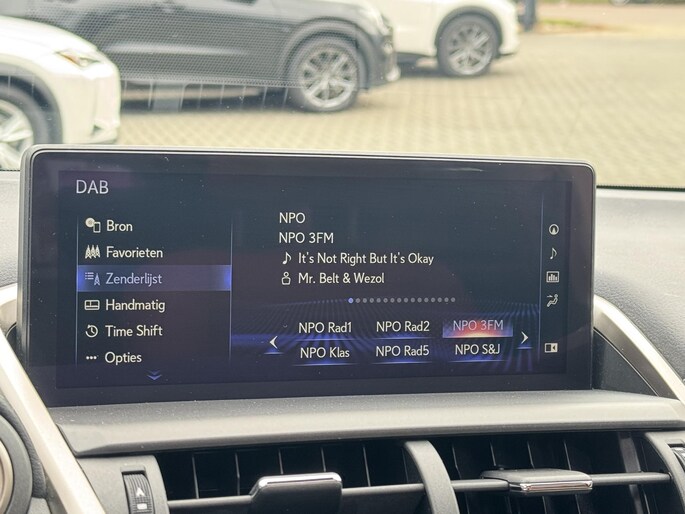 DAB
Bron
Favorieten
Zenderlijst
Handmatig
Time Shift
Opties
NPO
NPO 3FM
It's Not Right But It's Okay
Mr. Belt & Wezol
NPO Rad1 NPO Rad2 NPO 3FM
NPO Klas NPO Rad5 NPO S&J